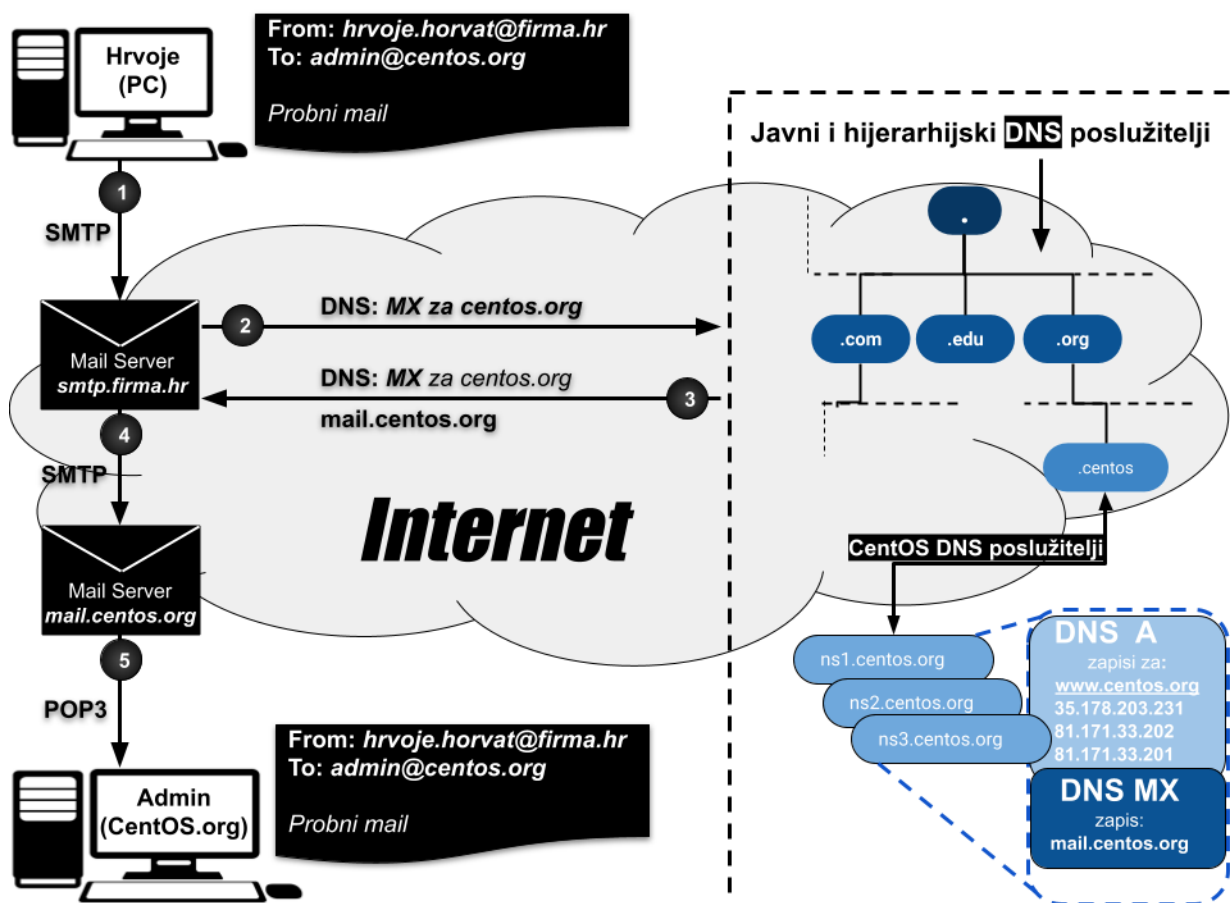 Hrvoje
(PC)
From: hrvoje.horvat@firma.hr
To: admin@centos.org
Probni mail
1
SMTP
Mail Server
smtp.firma.hr
2
DNS: MX za centos.org
DNS: MX za centos.org
3
mail.centos.org
4
SMTP
Mail Server
mail.centos.org
5
POP3
Internet
Admin
(CentOS.org)
From: hrvoje.horvat@firma.hr
To: admin@centos.org
Probni mail
Javni i hijerarhijski DNS poslužitelji
.
.com
.edu
.org
.centos
CentOS DNS poslužitelji
ns1.centos.org
ns2.centos.org
ns3.centos.org
DNS A
zapisi za:
www.centos.org
35.178.203.231
81.171.33.202
81.171.33.201
DNS MX
zapis:
mail.centos.org